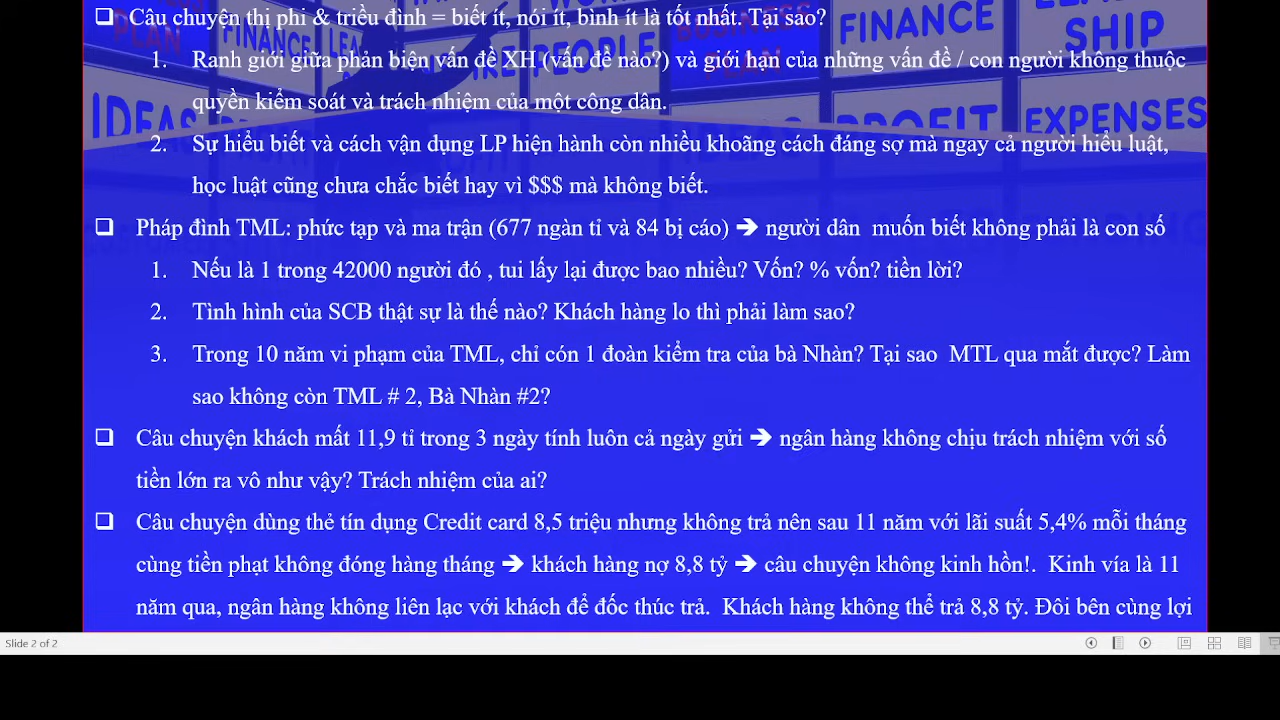 ☐ Câu chuyện thị phi & triều đình = biết ít, nói ít, bình ít là tốt nhất. Tại sao?
1. Ranh giới giữa phản biện vấn đề XH (vấn đề nào?) và giới hạn của những vấn đề / con người không thuộc
quyền kiểm soát và trách nhiệm của một công dân.
2. Sự hiểu biết và cách vận dụng LP hiện hành còn nhiều khoãng cách đáng sợ mà ngay cả người hiểu luật,
học luật cũng chưa chắc biết hay vì $$$ mà không biết.
☐ Pháp đình TML: phức tạp và ma trận (677 ngàn tỉ và 84 bị cáo) ➔ người dân muốn biết không phải là con số
1. Nếu là 1 trong 42000 người đó , tui lấy lại được bao nhiều? Vốn? % vốn? tiền lời?
2. Tình hình của SCB thật sự là thế nào? Khách hàng lo thì phải làm sao?
3. Trong 10 năm vi phạm của TML, chỉ cón 1 đoàn kiểm tra của bà Nhàn? Tại sao MTL qua mắt được? Làm
sao không còn TML # 2, Bà Nhàn #2?
☐ Câu chuyện khách mất 11,9 tỉ trong 3 ngày tính luôn cả ngày gửi ➔ ngân hàng không chịu trách nhiệm với số
tiền lớn ra vô như vậy? Trách nhiệm của ai?
☐ Câu chuyện dùng thẻ tín dụng Credit card 8,5 triệu nhưng không trả nên sau 11 năm với lãi suất 5,4% mỗi tháng
cùng tiền phạt không đóng hàng tháng ➔ khách hàng nợ 8,8 tỷ ➔ câu chuyện không kinh hồn!. Kinh vía là 11
năm qua, ngân hàng không liên lạc với khách để đốc thúc trả. Khách hàng không thể trả 8,8 tỷ. Đôi bên cùng lợi
FINANCE
SHIP
FINANCE
PEOPLE
PLAN
IDEAS
PROFIT
EXPENSES
Slide 2 of 2